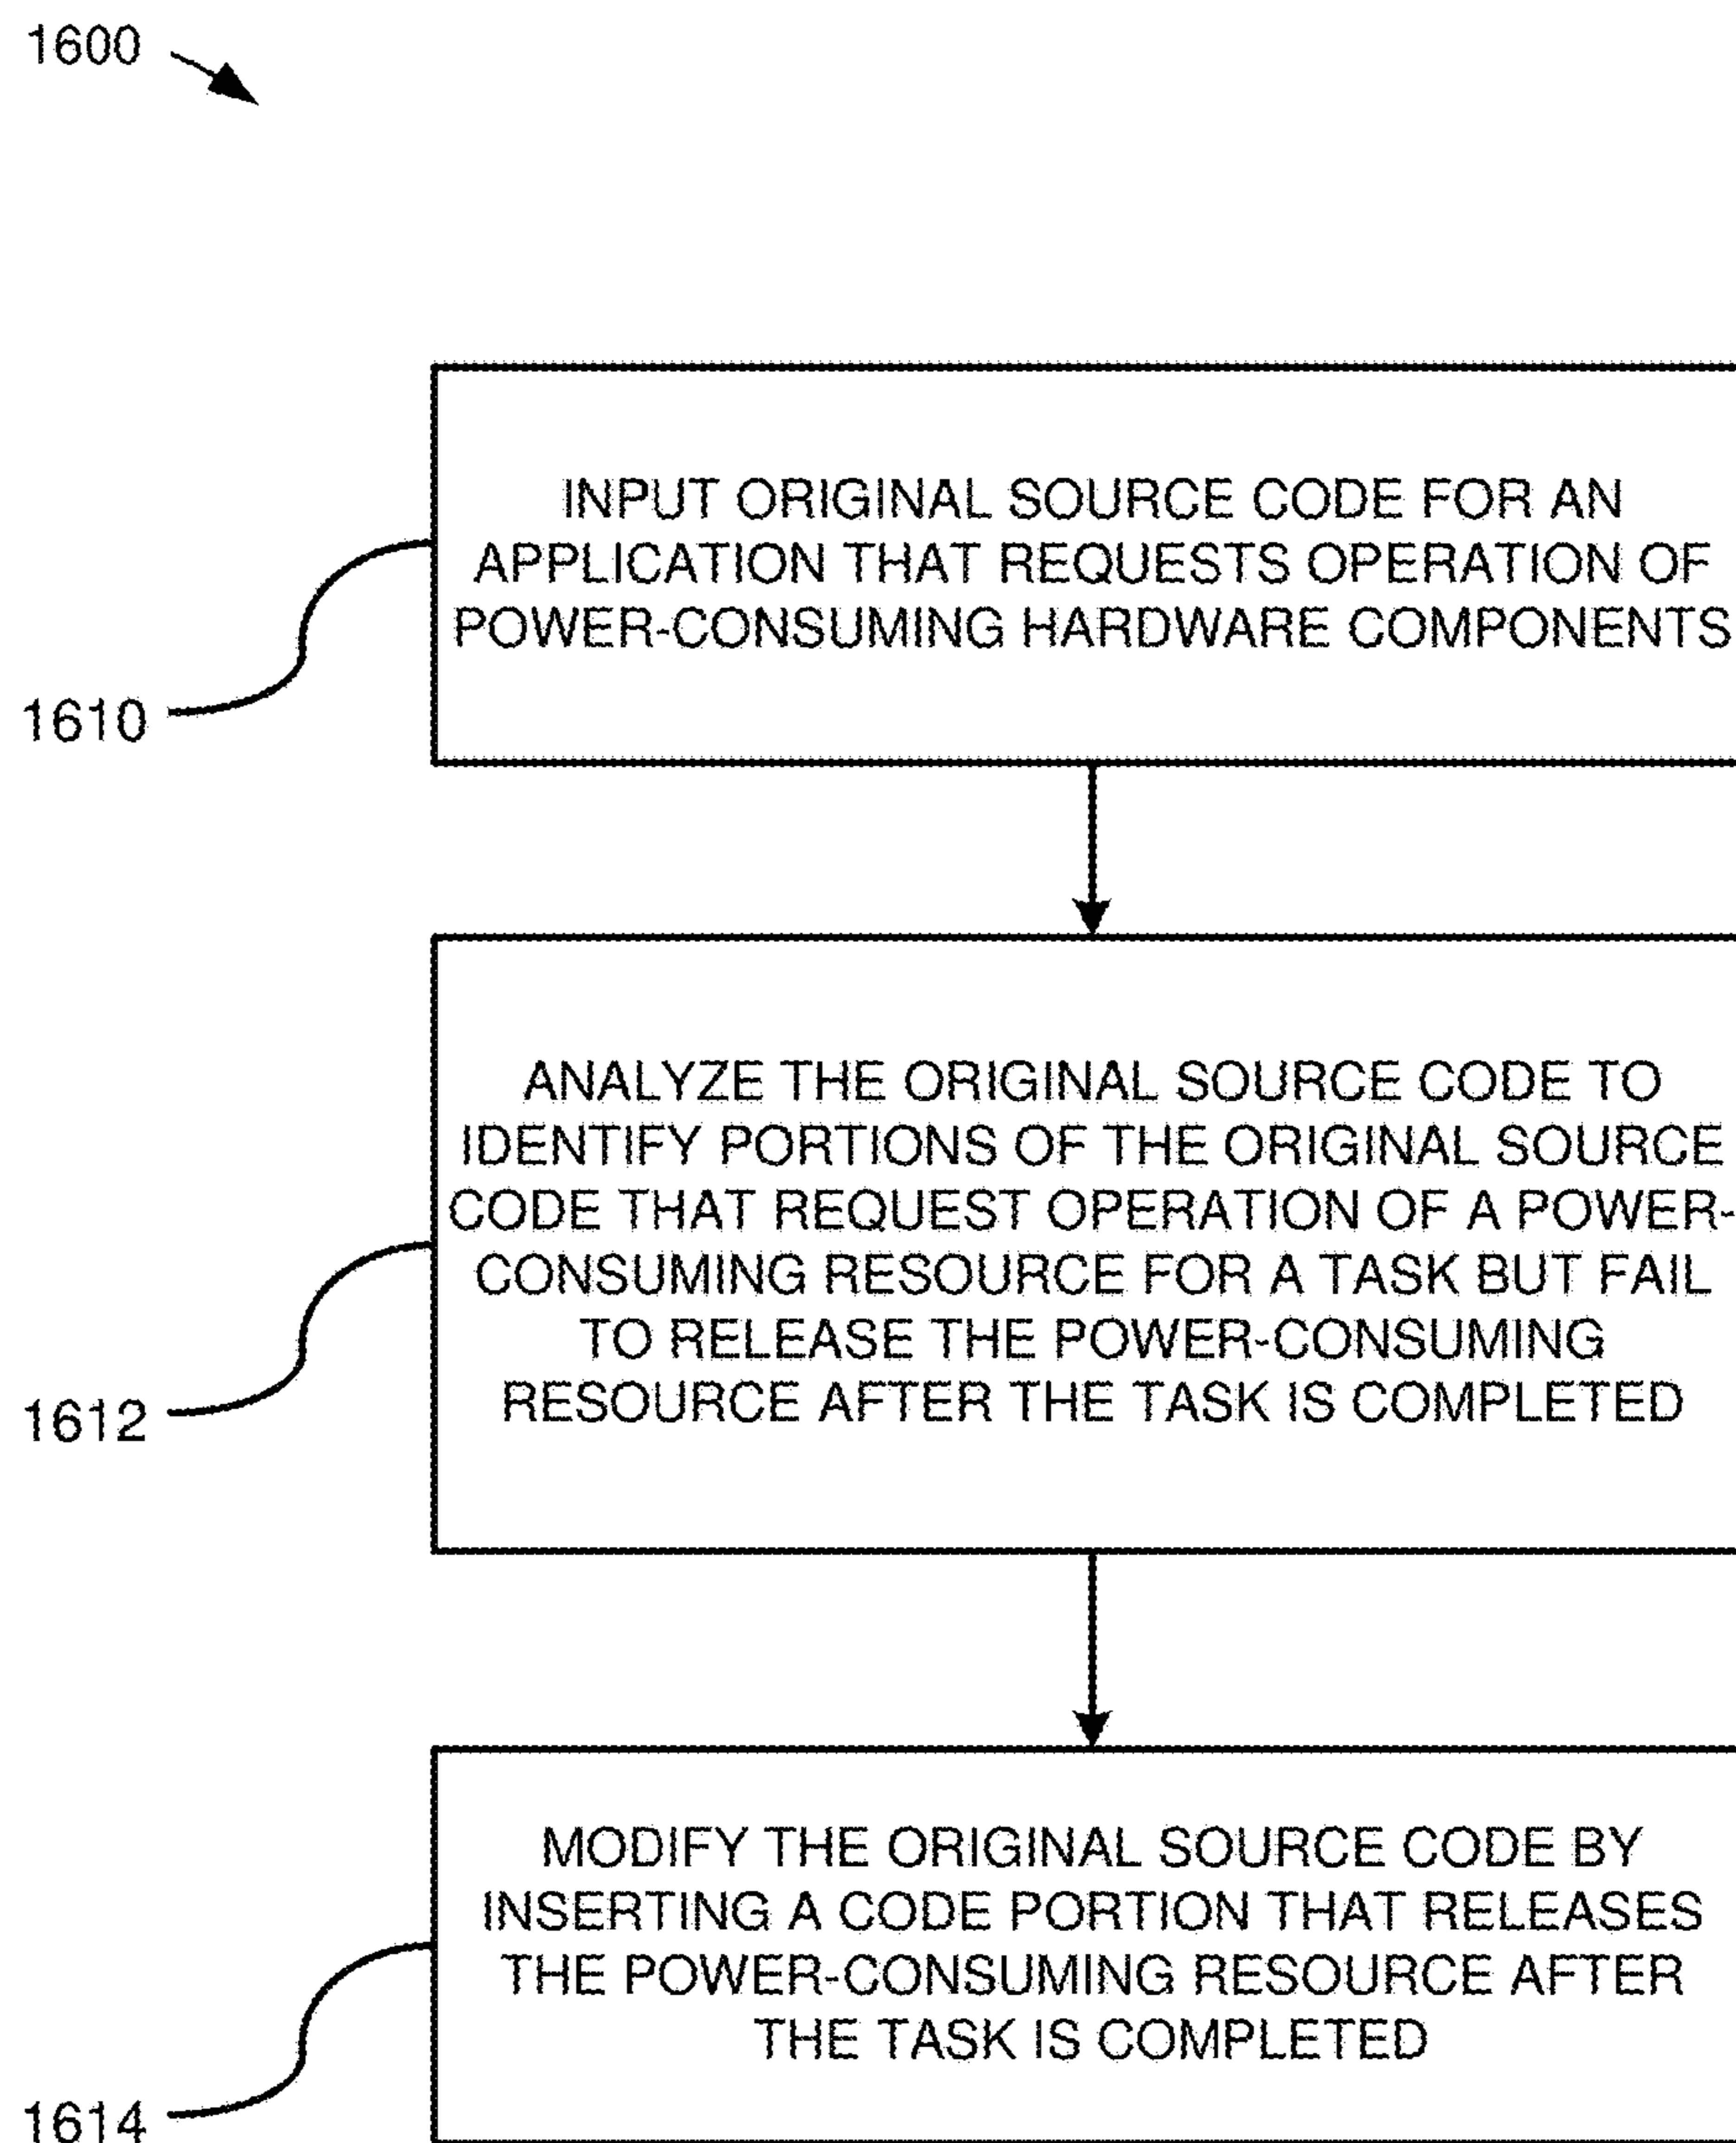 1600
INPUT ORIGINAL SOURCE CODE FOR AN
APPLICATION THAT REQUESTS OPERATION OF
POWER-CONSUMING HARDWARE COMPONENTS
1610
ANALYZE THE ORIGINAL SOURCE CODE TO
IDENTIFY PORTIONS OF THE ORIGINAL SOURCE
CODE THAT REQUEST OPERATION OF A POWER-
CONSUMING RESOURCE FOR A TASK BUT FAIL
TO RELEASE THE POWER-CONSUMING
RESOURCE AFTER THE TASK IS COMPLETED
1612
MODIFY THE ORIGINAL SOURCE CODE BY
INSERTING A CODE PORTION THAT RELEASES
THE POWER-CONSUMING RESOURCE AFTER
THE TASK IS COMPLETED
1614